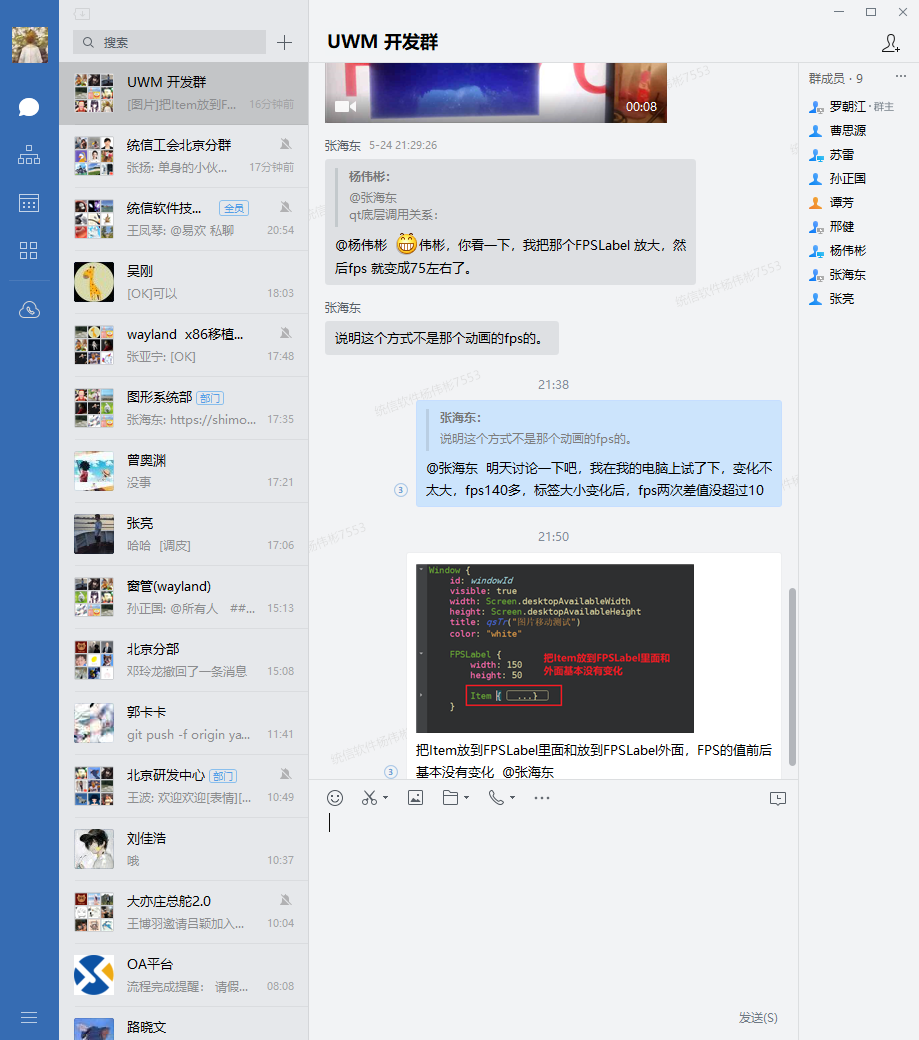 搜索
UWM 开发群
[图片]把Item放到F... 16分钟前
统信工会北京分群
张扬: 单身的小伙... 17分钟前
统信软件技... 全员
王凤琴: @易欢 私聊 20:54
吴刚
[OK]可以 18:03
wayland x86移植...
张亚宁: [OK] 17:48
图形系统部 部门
张海东: https://shimo... 17:35
曾奥渊
没事 17:21
张亮
哈哈 [调皮] 17:06
窗管(wayland)
孙正国: @所有人 ##... 15:13
北京分部
邓玲龙撤回了一条消息 15:08
郭卡卡
git push -f origin ya... 11:41
北京研发中心 部门
王波: 欢迎欢迎[表情][... 10:49
刘佳浩
哦 10:37
大亦庄总舵2.0
王博羽邀请吕颖加入... 10:04
OA平台
流程完成提醒： 请假... 08:08
路晓文
UWM 开发群
00:08
张海东 5-24 21:29:26
杨伟彬:
@张海东
qt底层调用关系:
@杨伟彬 伟彬，你看一下，我把那个FPSLabel 放大，然
后fps 就变成75左右了。
张海东
说明这个方式不是那个动画的fps的。
21:38
张海东:
说明这个方式不是那个动画的fps的。
@张海东 明天讨论一下吧，我在我的电脑上试了下，变化不
太大，fps140多，标签大小变化后，fps两次差值没超过10
3
21:50
Window {
id: windowId
visible: true
width: Screen.desktopAvailableWidth
height: Screen.desktopAvailableHeight
title: qsTr("图片移动测试")
color: "white"
FPSLabel {
width: 150
height: 50
把Item放到FPSLabel里面和
外面基本没有变化
Item { ...}
}
把Item放到FPSLabel里面和放到FPSLabel外面，FPS的值前后
基本没有变化 @张海东
3
发送(S)
群成员 · 9
罗朝江 · 群主
曹思源
苏雷
孙正国
谭芳
邢健
杨伟彬
张海东
张亮
统信软件杨伟彬7553